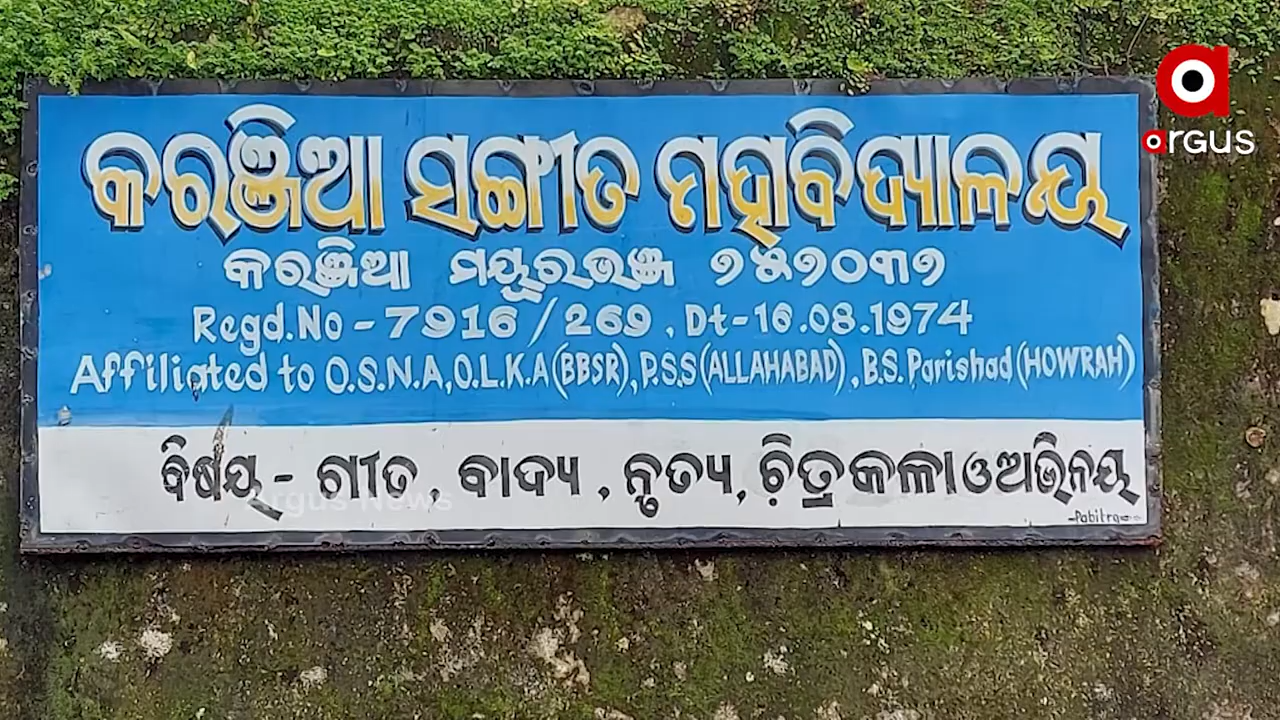 argus
କରଞ୍ଜିଆ ସଙ୍ଗୀତ ମହାବିଦ୍ୟାଳୟ
କରଞ୍ଜିଆ ମୟୂରଭଞ୍ଜ ୭୫୭୦୩୭
Regd.No - 7916 / 269 , Dt-16.08.1974
Affiliated to O.S.N.A,O.L.K.A(BBSR), P.S.S(ALLAHABAD), B.S.Parishad(HOWRAH)
ବିଷୟ - ଗୀତ , ବାଦ୍ୟ , ନୃତ୍ୟ, ଚିତ୍ରକଳା ଓ ଅଭିନୟ
Argus News
-Pabitra